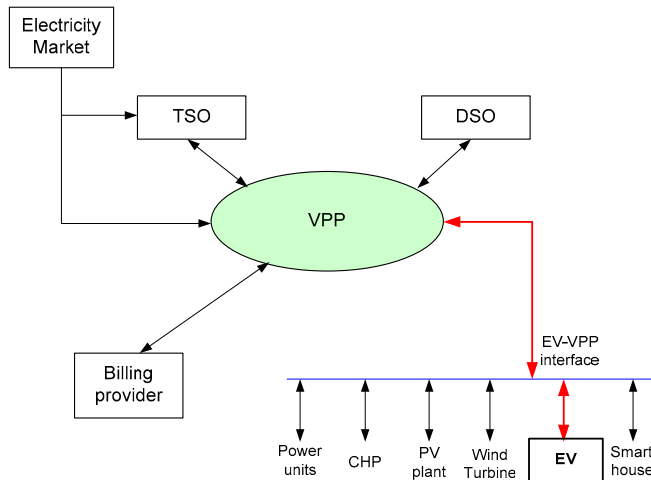 Electricity
Market
TSO
DSO
VPP
EV-VPP
interface
Billing
provider
Power
units
CHP
PV
plant
Wind
Turbine
EV
Smart
house